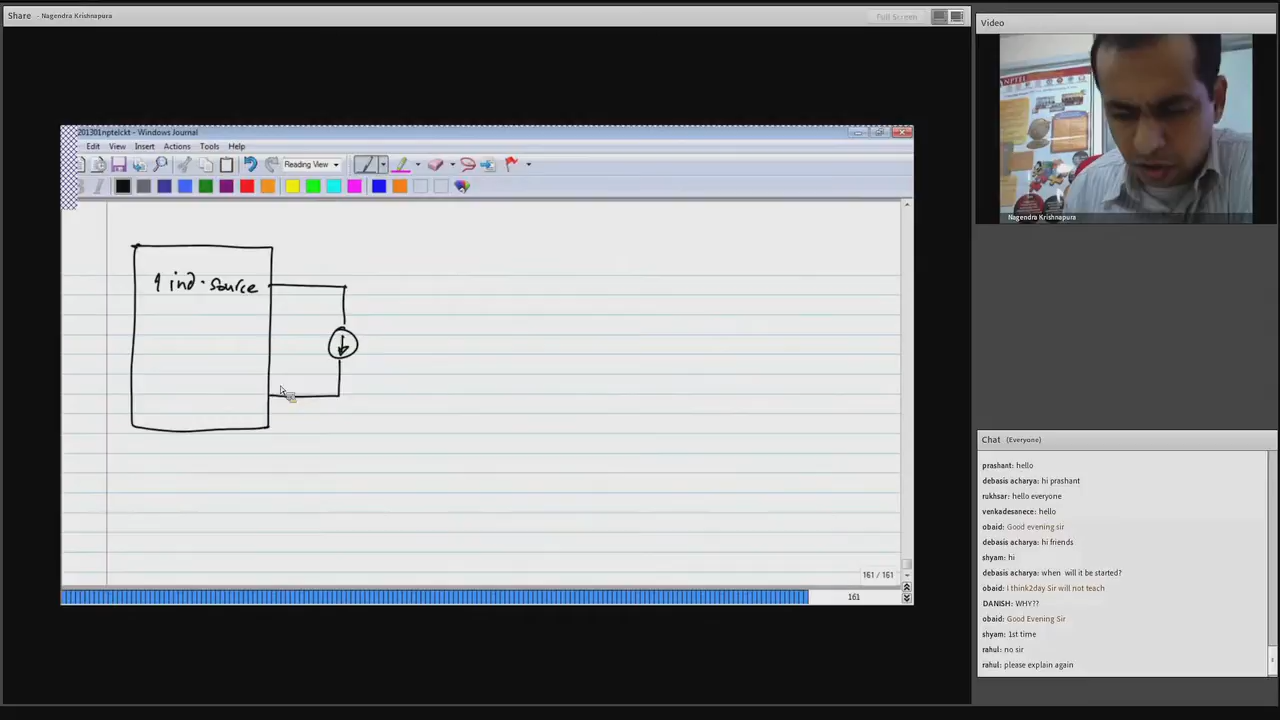 Share - Nagendra Krishnapura
Full Screen
Video
NPTEL
Nagendra Krishnapura
201301nptelckt - Windows Journal
Edit View Actions Tools Help
Reading View
1 ind. source
161 / 161
161
Chat (Everyone)
prashant: hello
debasis acharya: hi prashant
rukhsar: hello everyone
venkadesanece: hello
obaid: Good evening sir
debasis acharya: hi friends
shyam: hi
debasis acharya: when will it be started?
obaid: I think2day Sir will not teach
DANISH: WHY??
obaid: Good Evening Sir
shyam: 1st time
rahul: no sir
rahul: please explain again